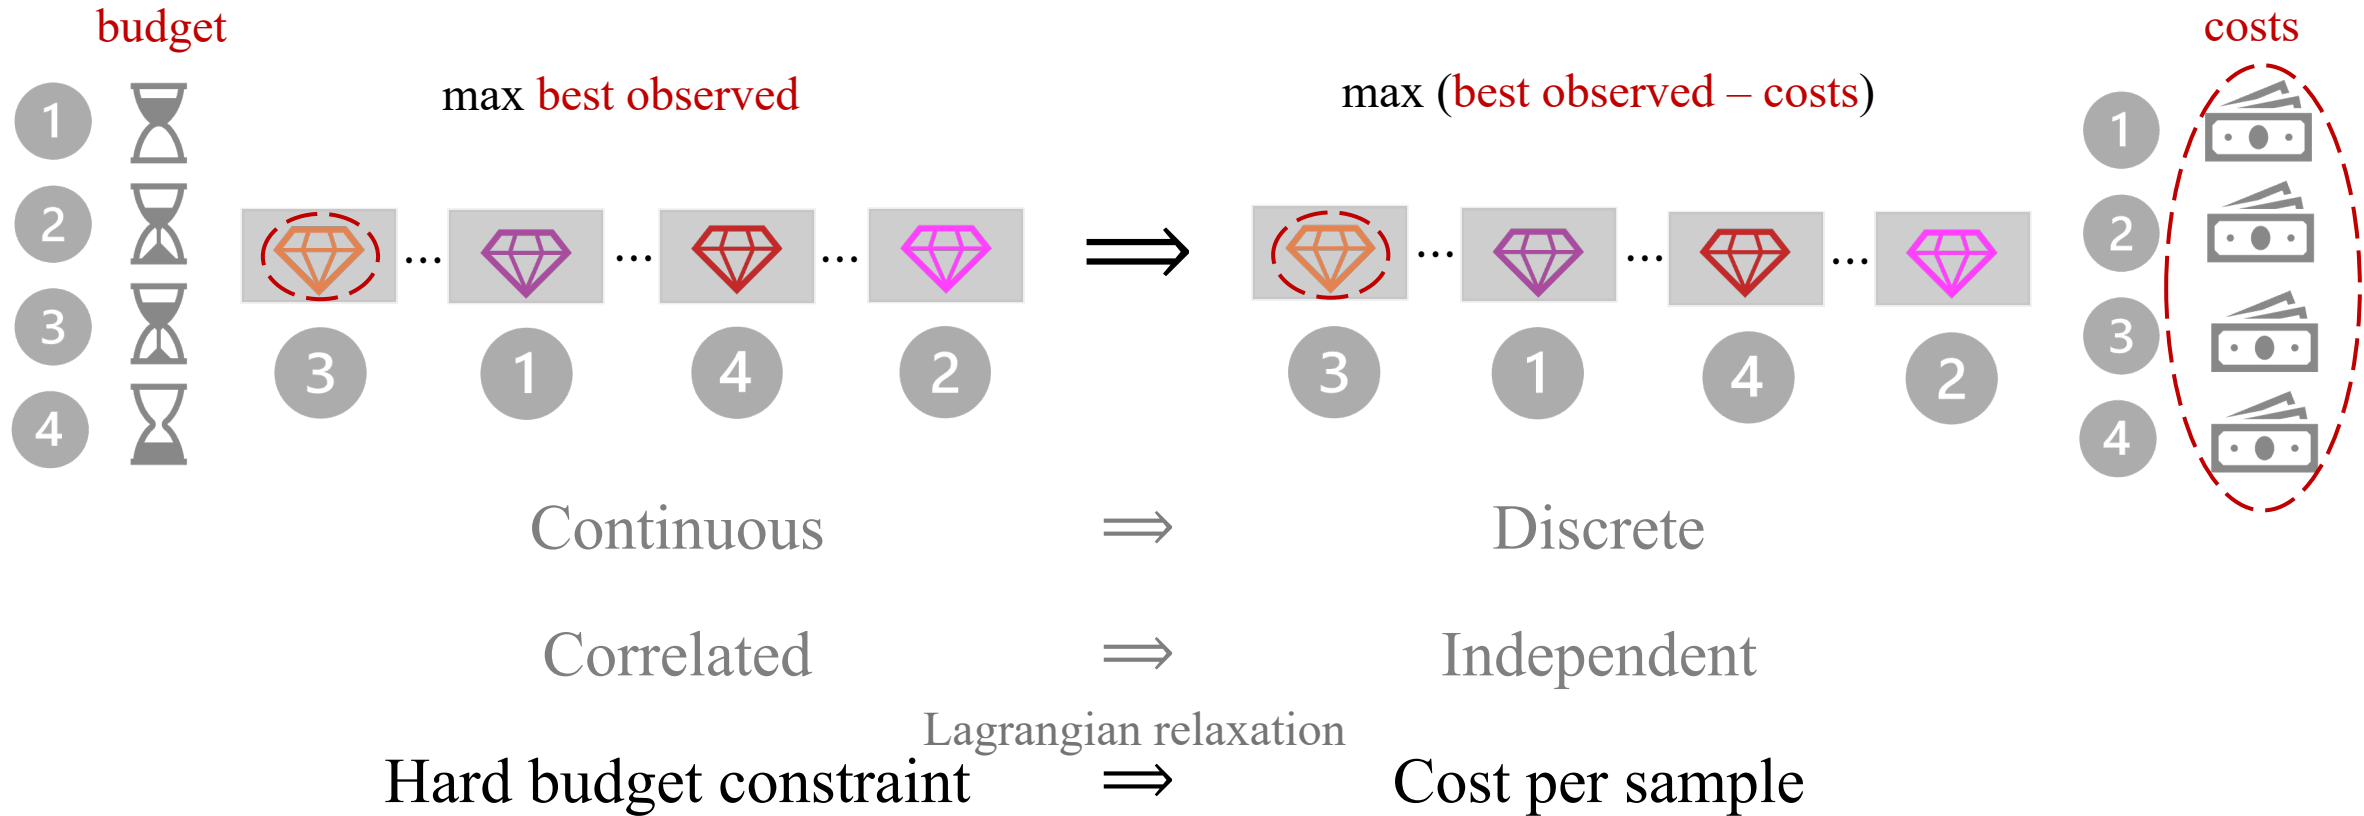 budget
costs
max best observed
max (best observed – costs)
1
2
3
4
... ... ...
3 1 4 2
⟹
... ... ...
3 1 4 2
1
2
3
4
Continuous ⟹ Discrete
Correlated ⟹ Independent
Lagrangian relaxation
Hard budget constraint ⟹ Cost per sample